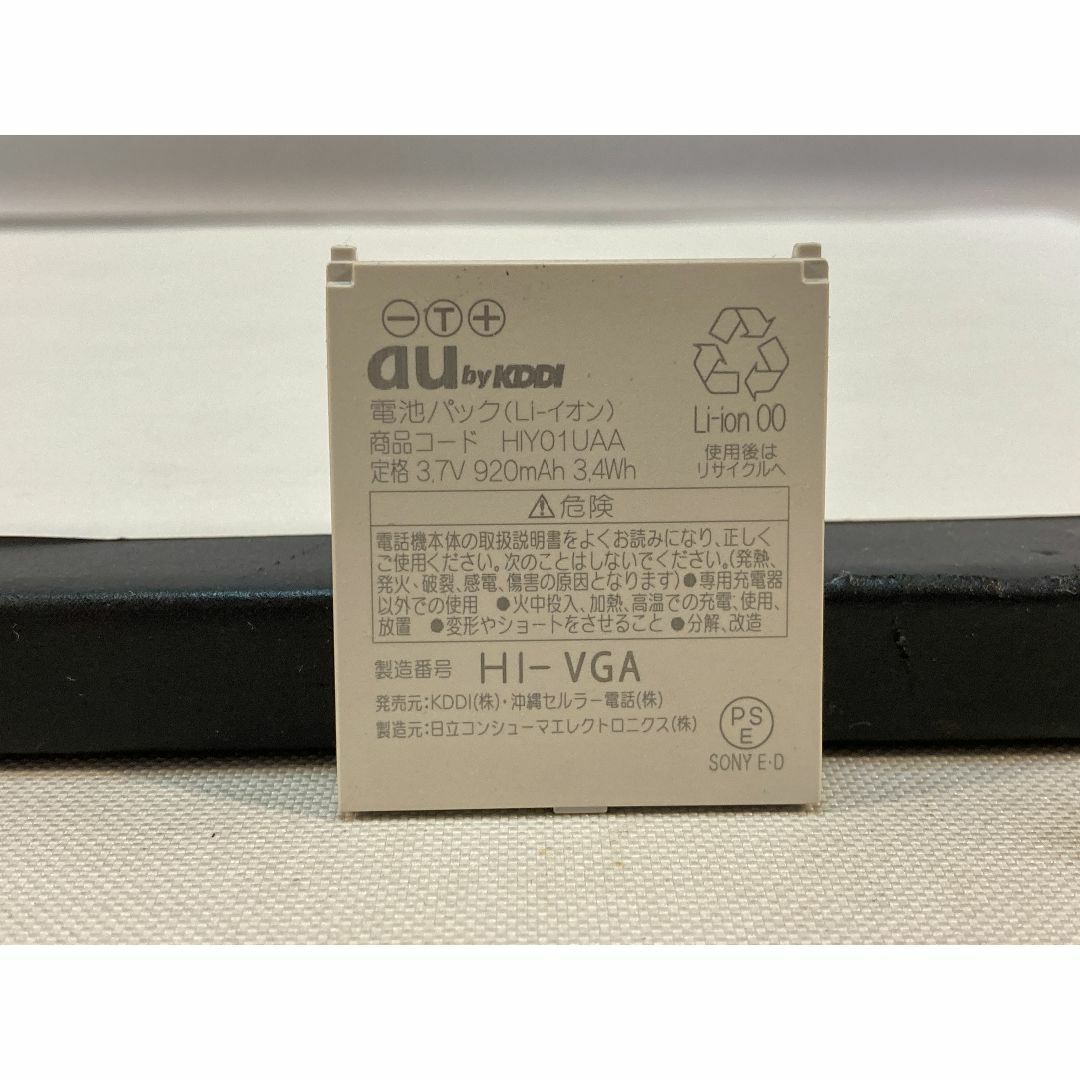 − T +
au by KDDI
電池パック(Li-イオン)
商品コード HIY01UAA
定格 3.7V 920mAh 3.4Wh
Li-ion 00
使用後は
リサイクルへ
⚠危険
電話機本体の取扱説明書をよくお読みになり、正しく
ご使用ください。次のことはしないでください。(発熱、
発火、破裂、感電、傷害の原因となります)●専用充電器
以外での使用 ●火中投入、加熱、高温での充電、使用、
放置 ●変形やショートをさせること ●分解、改造
製造番号 HI-VGA
発売元:KDDI(株)・沖縄セルラー電話(株)
製造元:日立コンシューマエレクトロニクス(株)
PS
E
SONY E・D